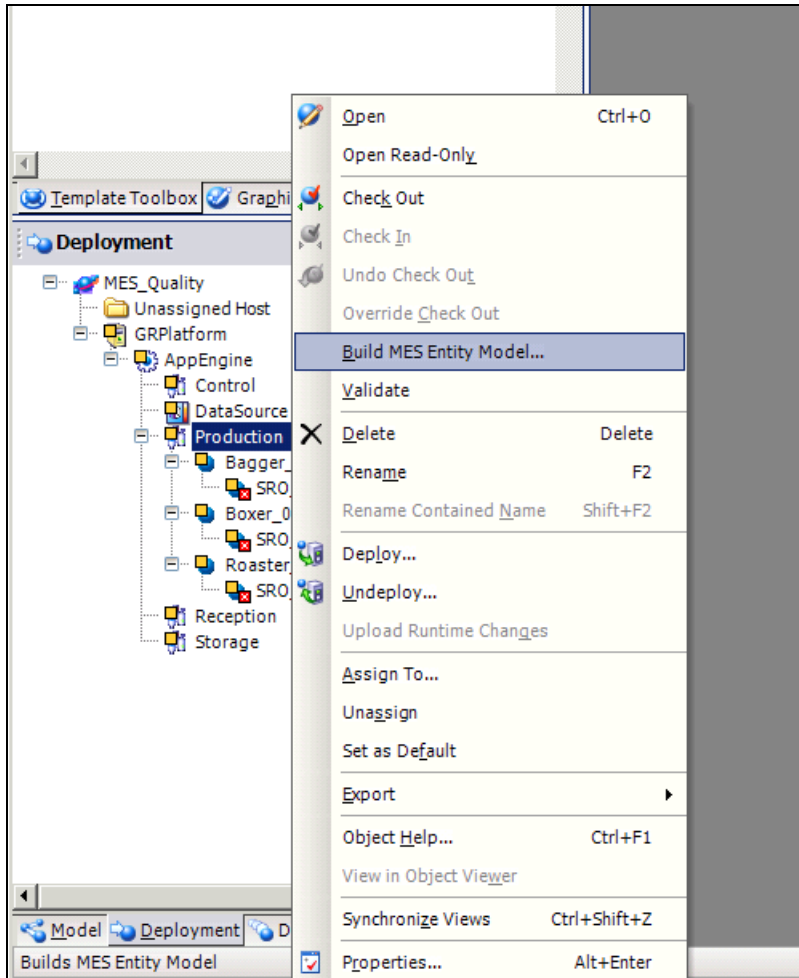 Open Ctrl+O
Open Read-Only
Template Toolbox Graphi
Check Out
Deployment
Check In
MES_Quality
Undo Check Out
Unassigned Host
Override Check Out
GRPlatform
AppEngine
Build MES Entity Model...
Control
Validate
DataSource
Production
Delete Delete
Bagger_
Rename F2
SRO_
Boxer_0
Rename Contained Name Shift+F2
SRO_
Deploy...
Roaster_
SRO_
Undeploy...
Reception
Upload Runtime Changes
Storage
Assign To...
Unassign
Set as Default
Export
Object Help... Ctrl+F1
View in Object Viewer
Synchronize Views Ctrl+Shift+Z
Model Deployment D
Builds MES Entity Model
Properties... Alt+Enter